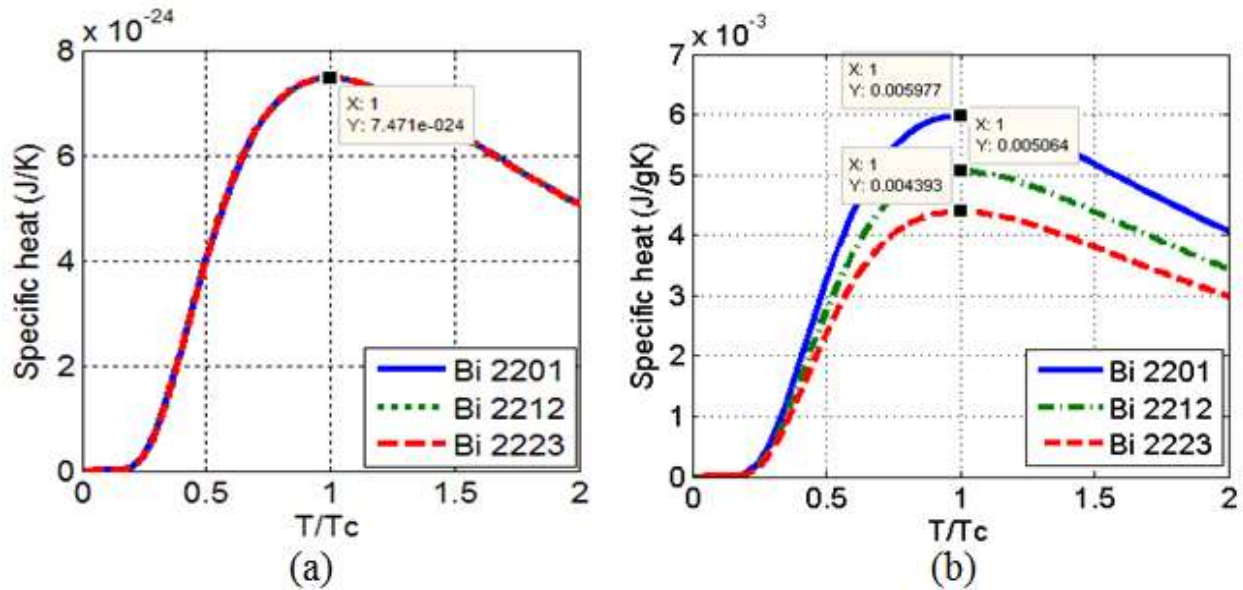 x 10^-24
8
6
4
2
0
Specific heat (J/K)
X: 1
Y: 7.471e-024
Bi 2201
Bi 2212
Bi 2223
0 0.5 1 1.5 2
T/Tc
(a)
x 10^-3
7
6
5
4
3
2
1
0
Specific heat (J/gK)
X: 1
Y: 0.005977
X: 1
Y: 0.005064
X: 1
Y: 0.004393
Bi 2201
Bi 2212
Bi 2223
0 0.5 1 1.5 2
T/Tc
(b)